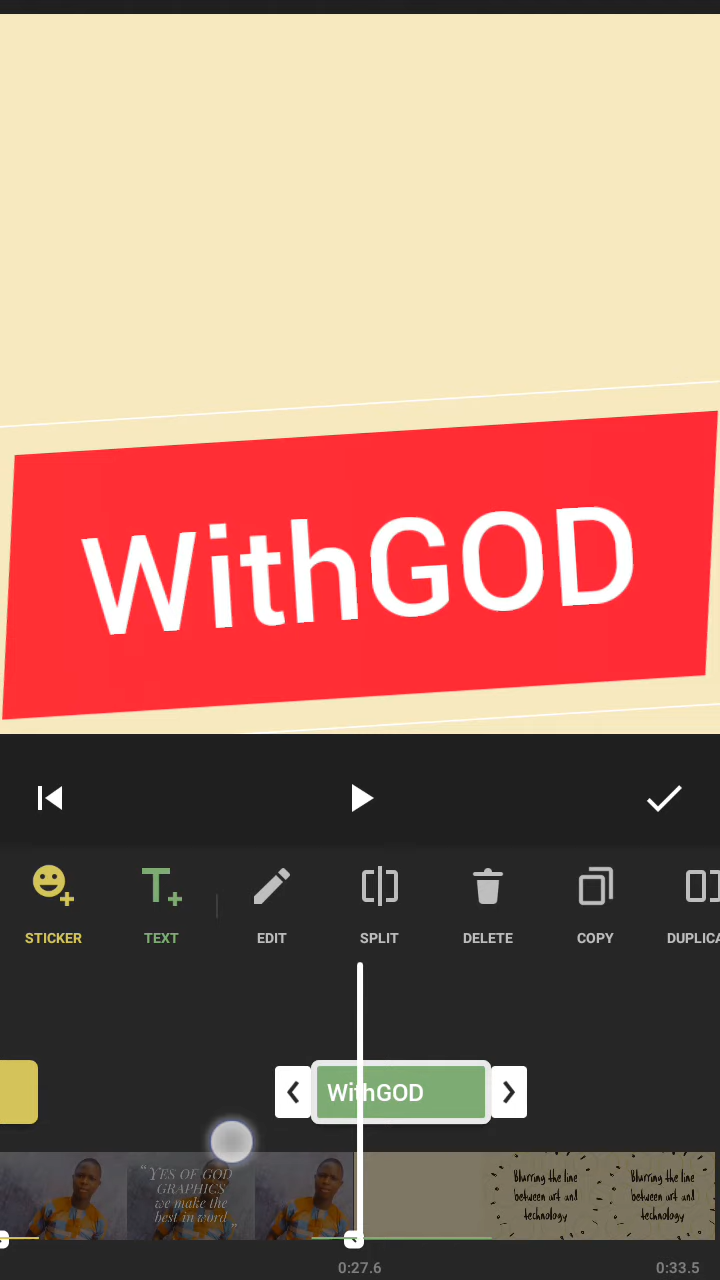 WithGOD
STICKER
TEXT
EDIT
SPLIT
DELETE
COPY
DUPLICA
WithGOD
“ YES OF GOD
GRAPHICS
we make the
best in word ”
Blurring the line
between art and
technology
Blurring the line
between art and
technology
0:27.6
0:33.5